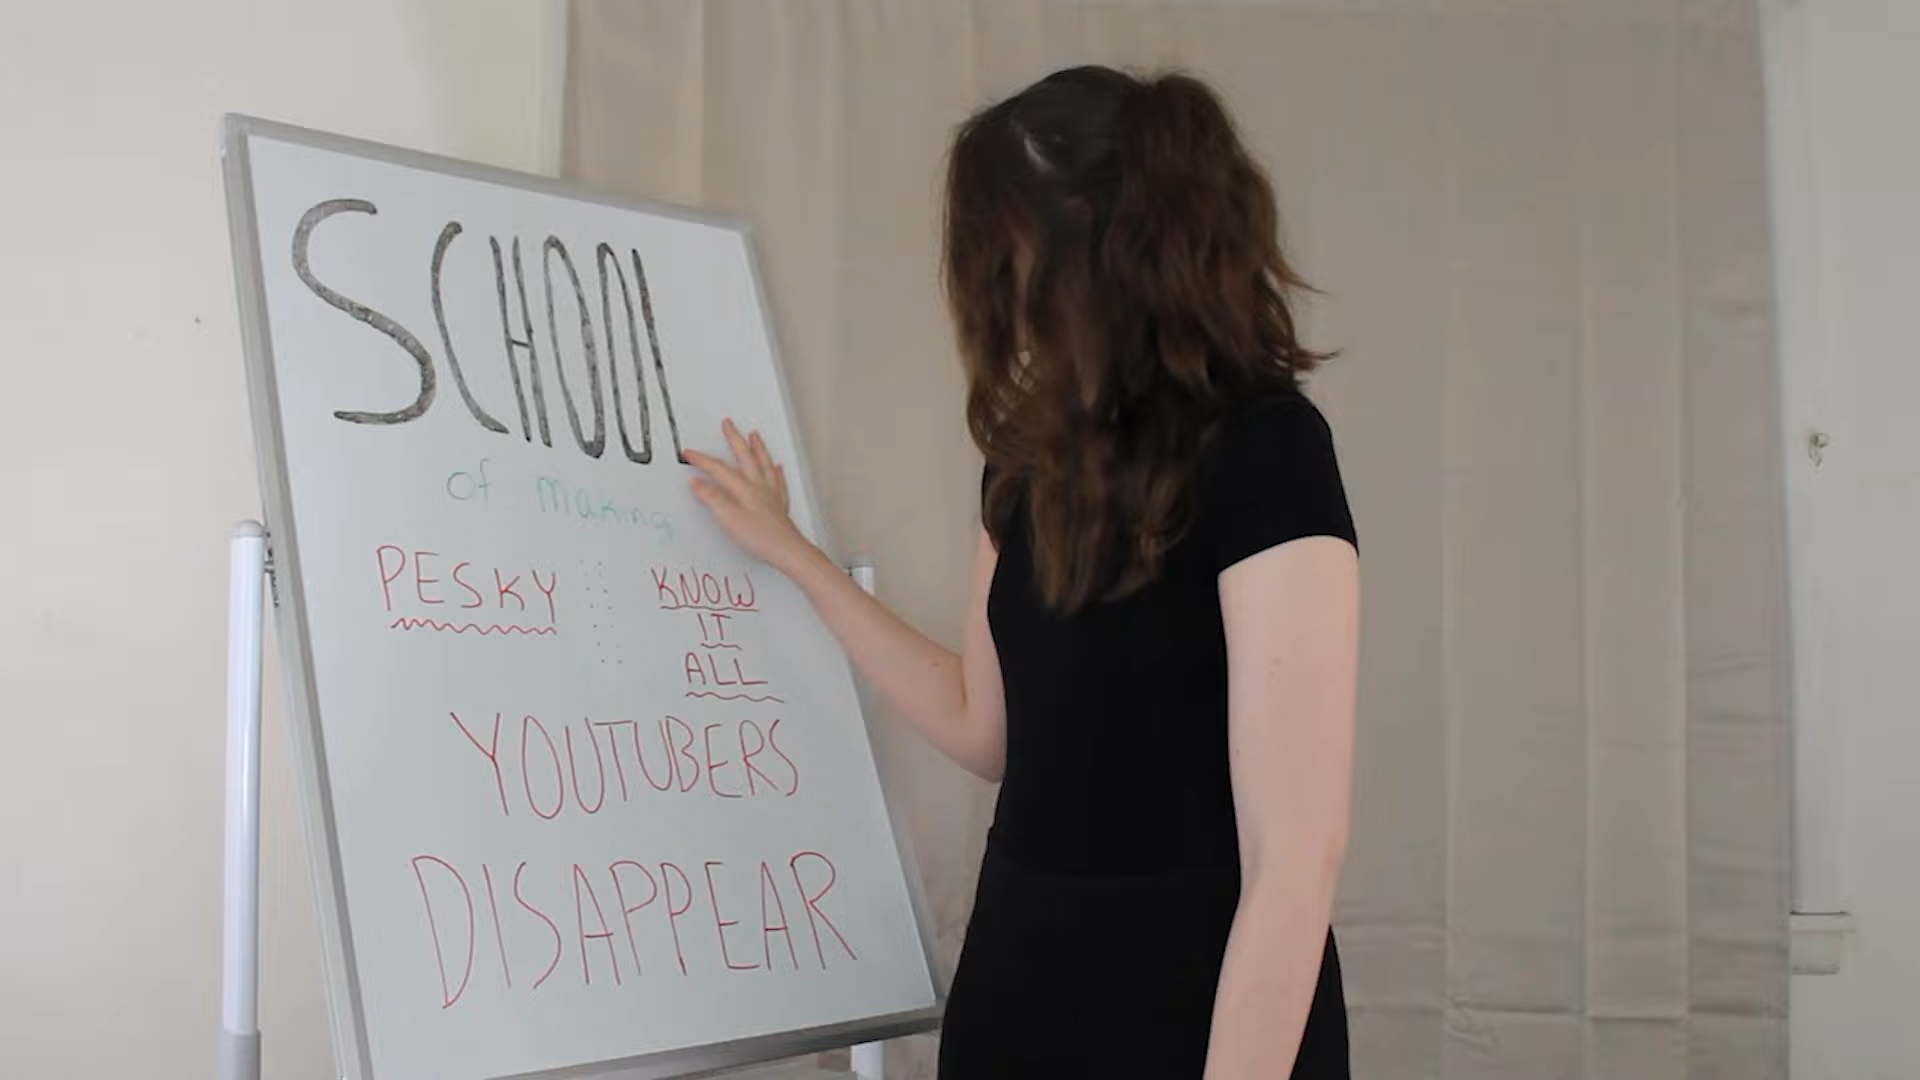 SCHOOL
of making
PESKY
KNOW
IT
ALL
YOUTUBERS
DISAPPEAR